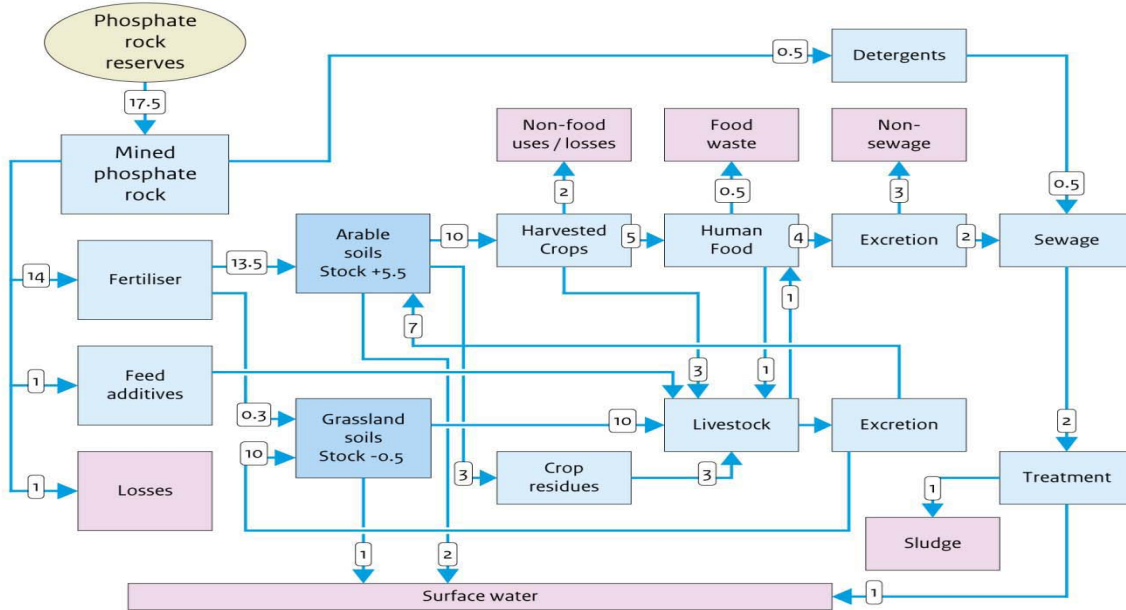 Phosphate
rock
reserves
17.5
Mined
phosphate
rock
0.5
Detergents
Non-food
uses / losses
Food
waste
Non-
sewage
2
0.5
3
0.5
14
Fertiliser
13.5
Arable
soils
Stock +5.5
10
Harvested
Crops
5
Human
Food
4
Excretion
2
Sewage
7
1
3
1
1
Feed
additives
0.3
10
Grassland
soils
Stock -0.5
10
Livestock
Excretion
2
1
Losses
3
Crop
residues
3
Treatment
1
Sludge
1
2
Surface water
1